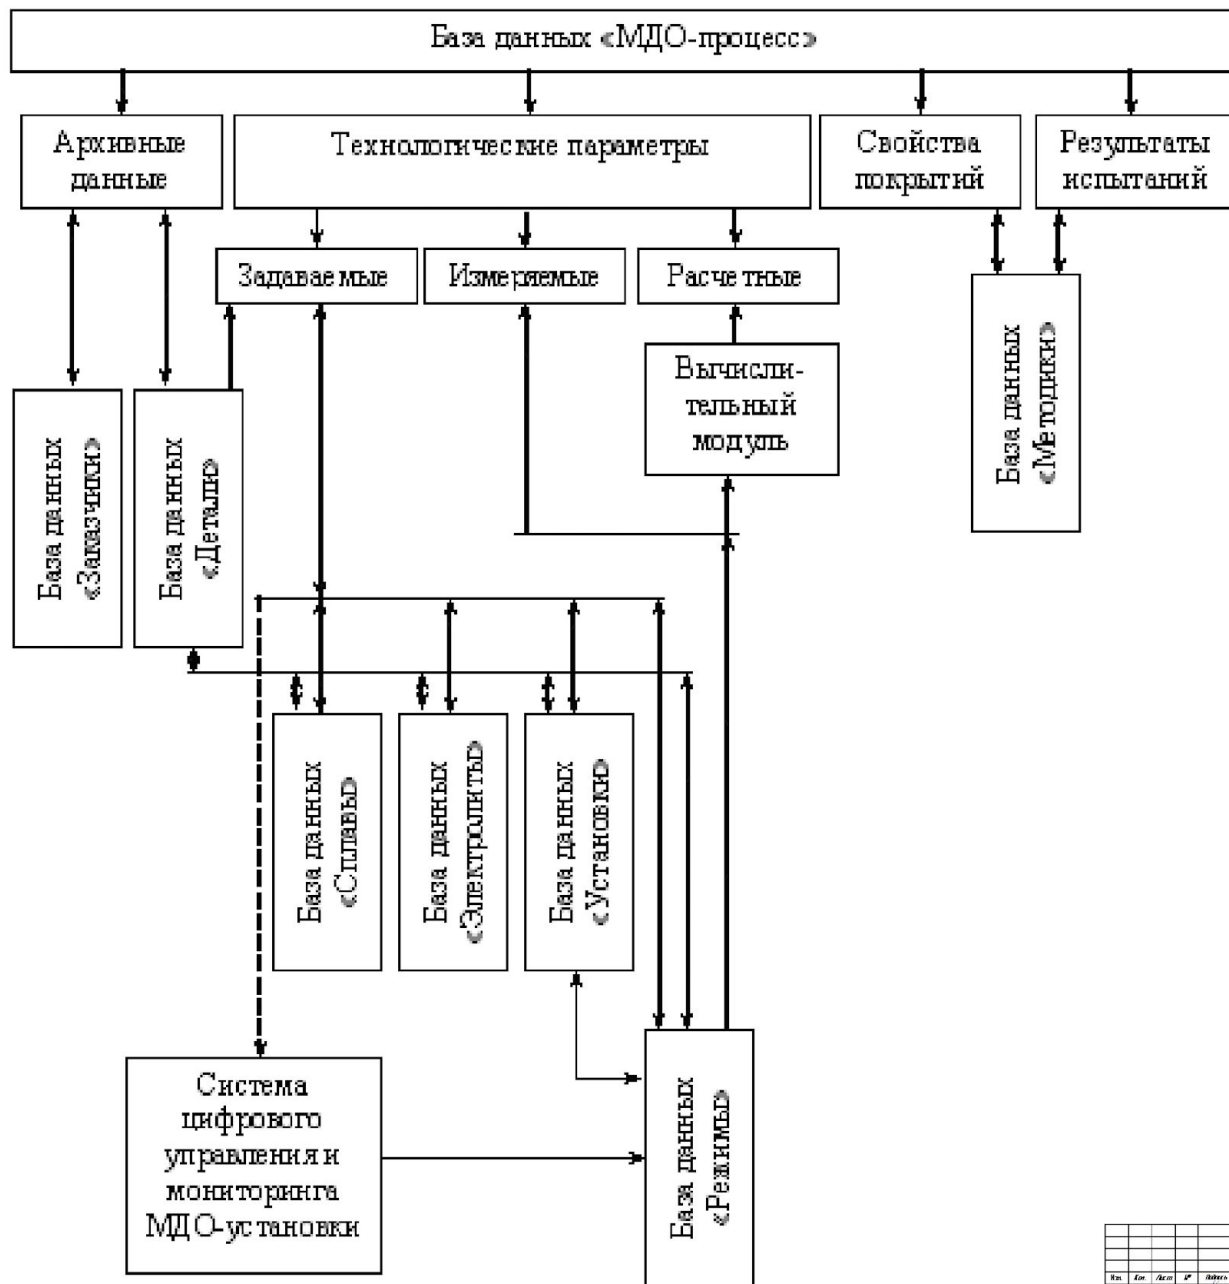 База данных «МДО-процесс»
Архивные
данные
Технологические параметры
Свойства
покрытий
Результаты
испытаний
Задаваемые
Измеряемые
Расчетные
Вычисли-
тельный
модуль
База данных
«Заказчики»
База данных
«Детали»
База данных
«Методики»
База данных
«Сплавы»
База данных
«Электролиты»
База данных
«Установки»
Система
цифрового
управления и
мониторинга
МДО-установки
База данных
«Режимы»